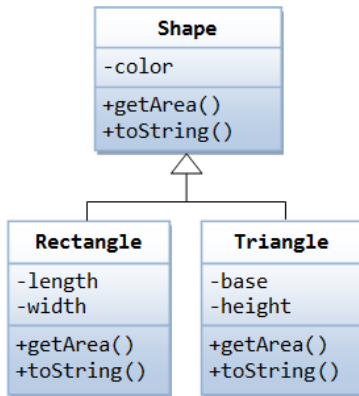 Shape
-color
+getArea()
+toString()
Rectangle
-length
-width
+getArea()
+toString()
Triangle
-base
-height
+getArea()
+toString()